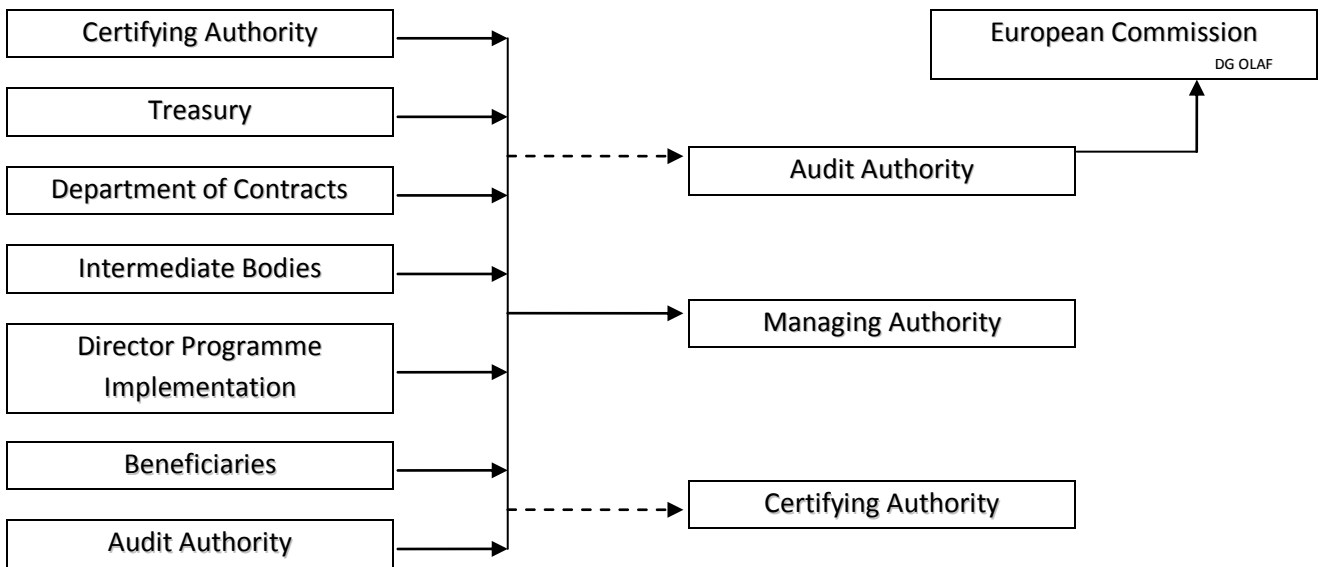 Certifying Authority
Treasury
Department of Contracts
Intermediate Bodies
Director Programme
Implementation
Beneficiaries
Audit Authority
Audit Authority
Managing Authority
Certifying Authority
European Commission
DG OLAF